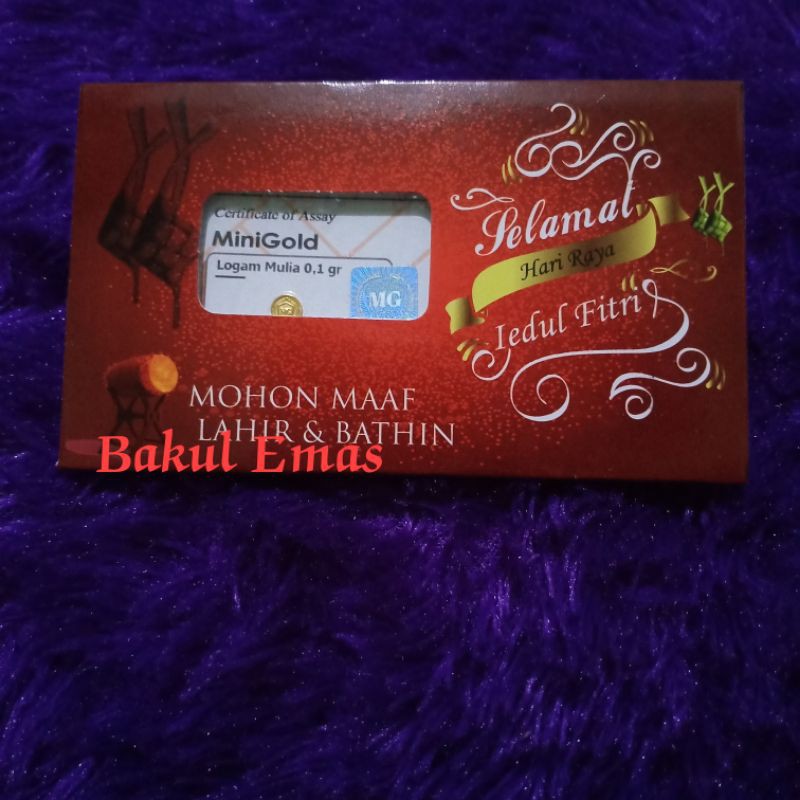 Certificate of Assay
MiniGold
Logam Mulia 0,1 gr
MG
Selamat
Hari Raya
Iedul Fitri
MOHON MAAF
LAHIR & BATHIN
Bakul Emas